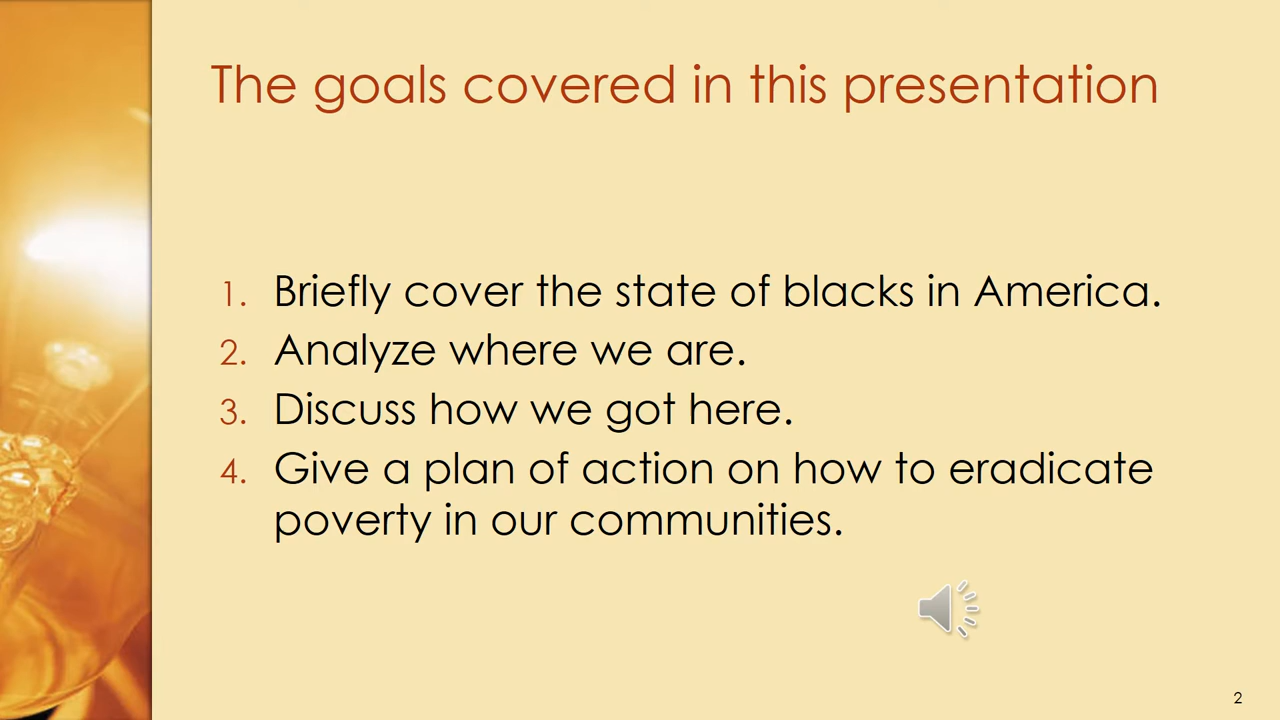 The goals covered in this presentation
1. Briefly cover the state of blacks in America.
2. Analyze where we are.
3. Discuss how we got here.
4. Give a plan of action on how to eradicate
poverty in our communities.
2